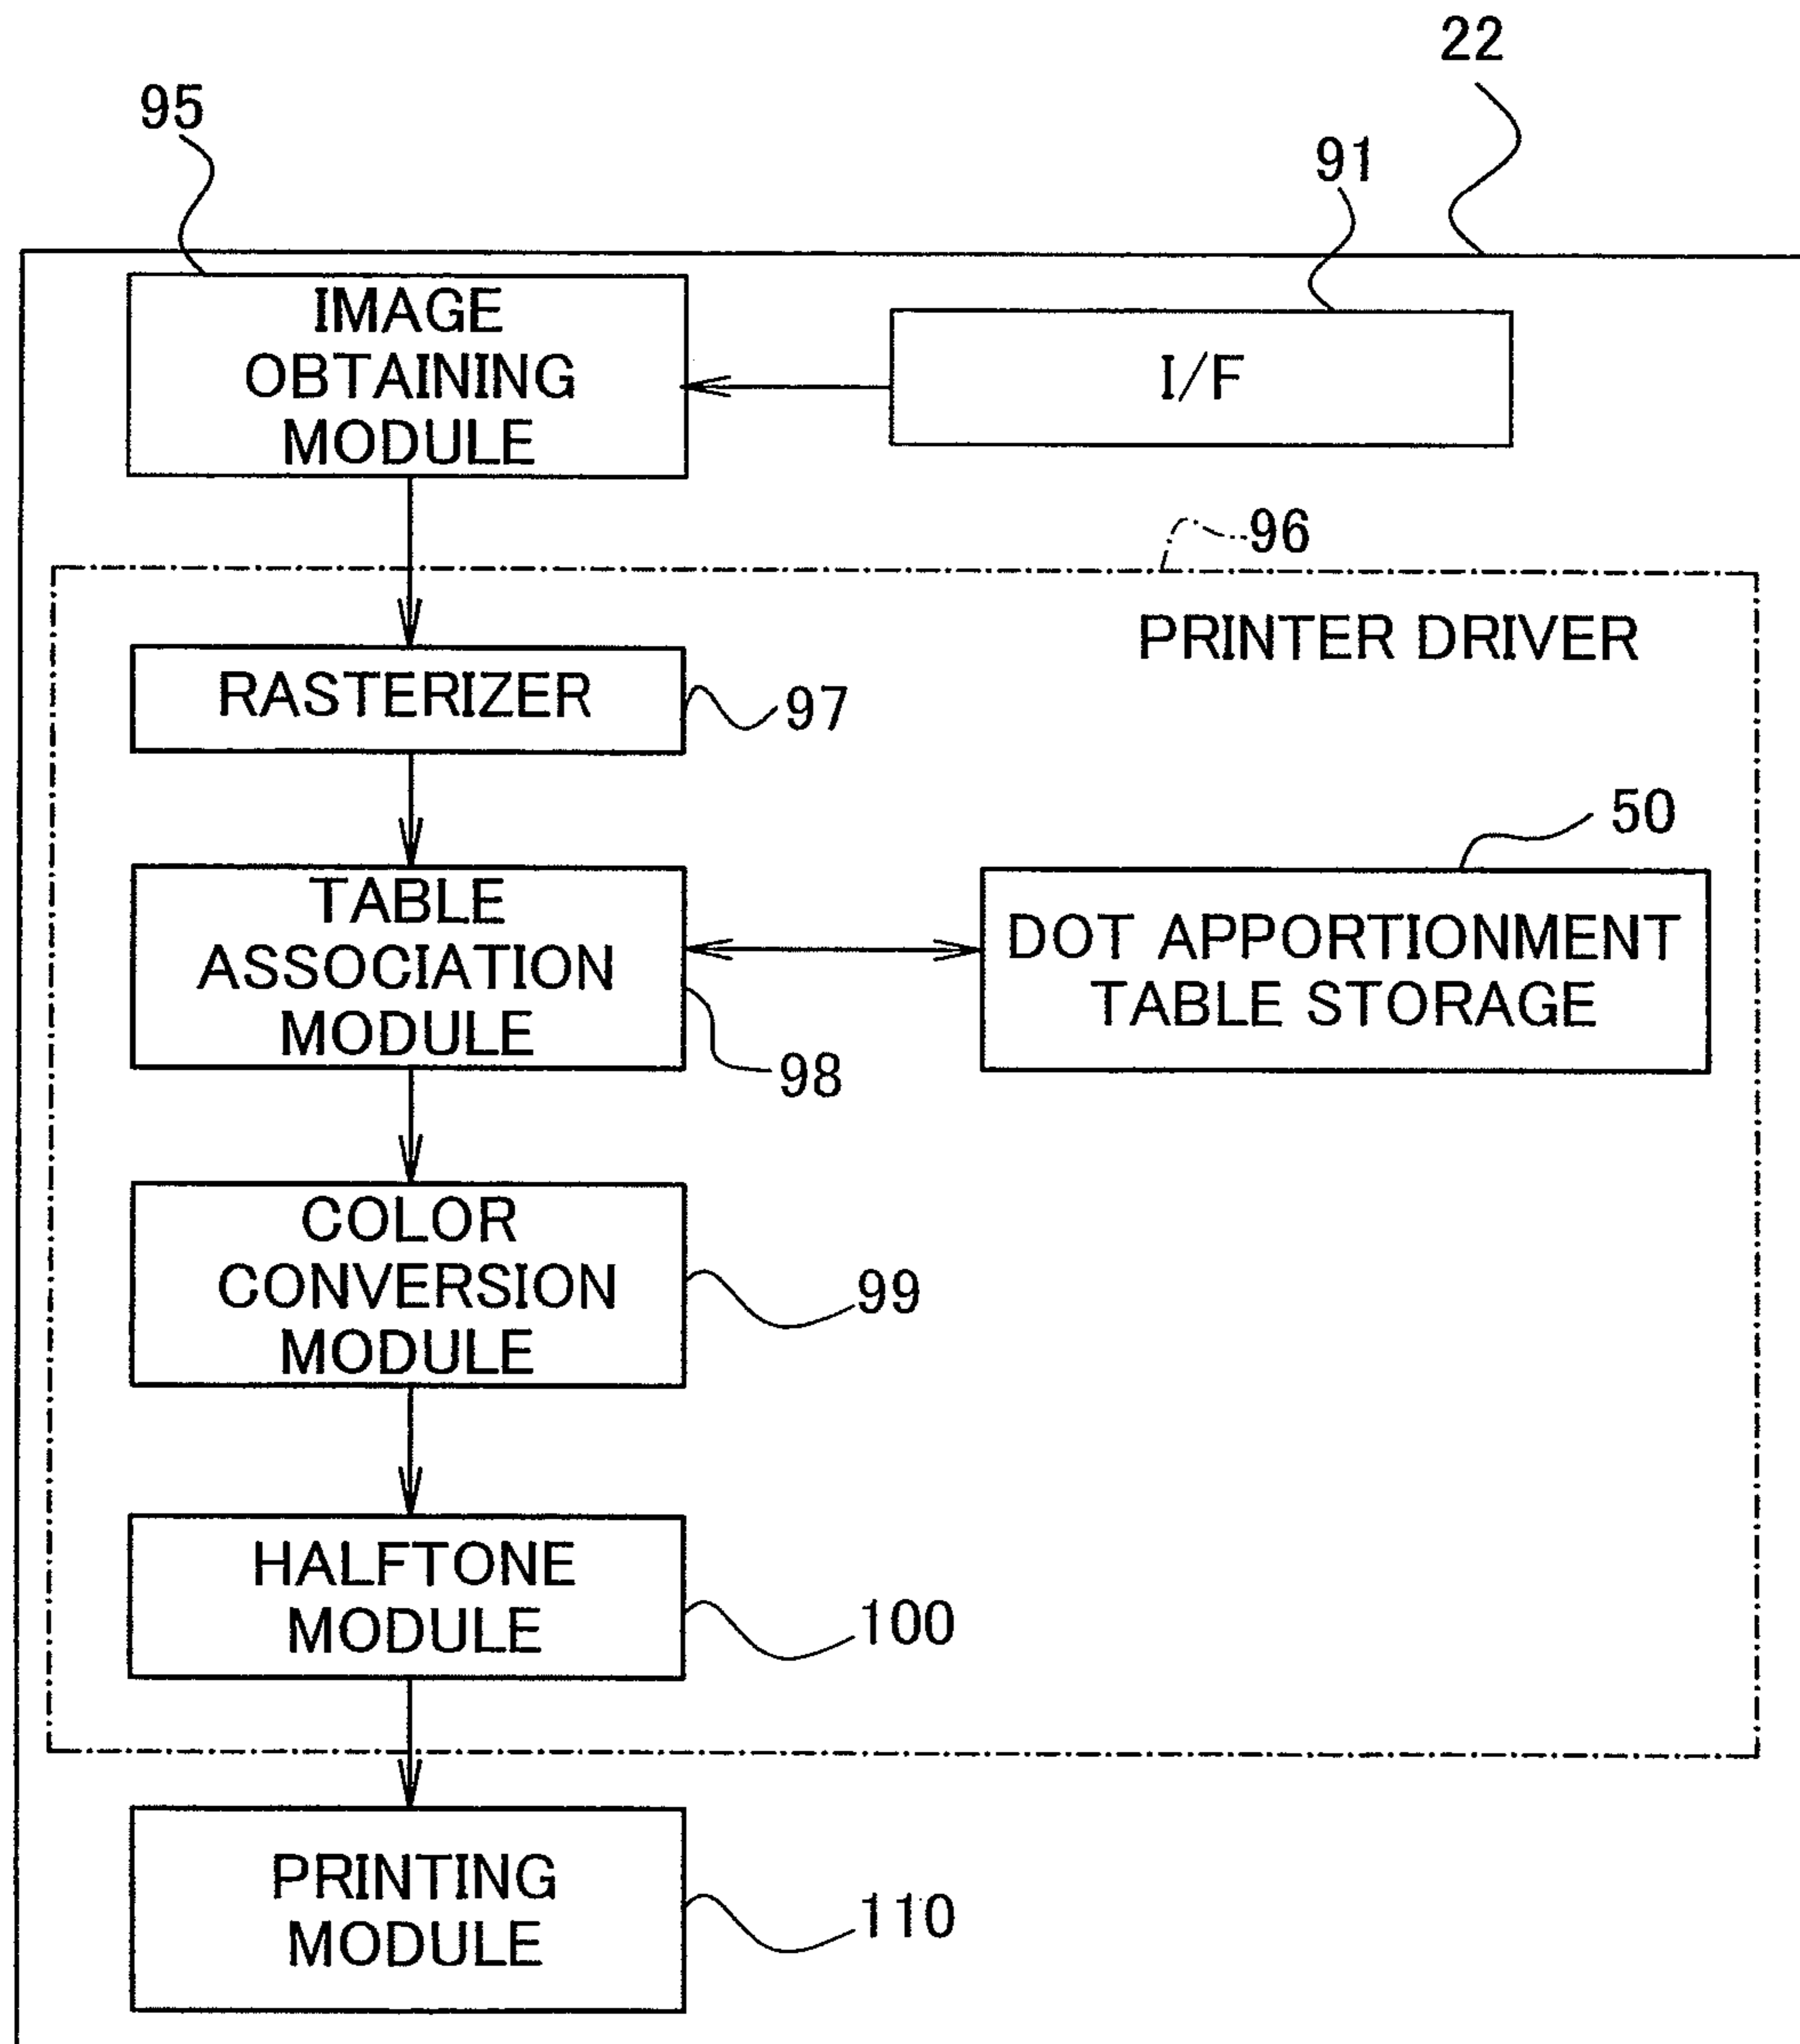 22
95
91
IMAGE
OBTAINING
MODULE
I/F
96
PRINTER DRIVER
RASTERIZER
97
50
TABLE
ASSOCIATION
MODULE
98
DOT APPORTIONMENT
TABLE STORAGE
COLOR
CONVERSION
MODULE
99
HALFTONE
MODULE
100
PRINTING
MODULE
110